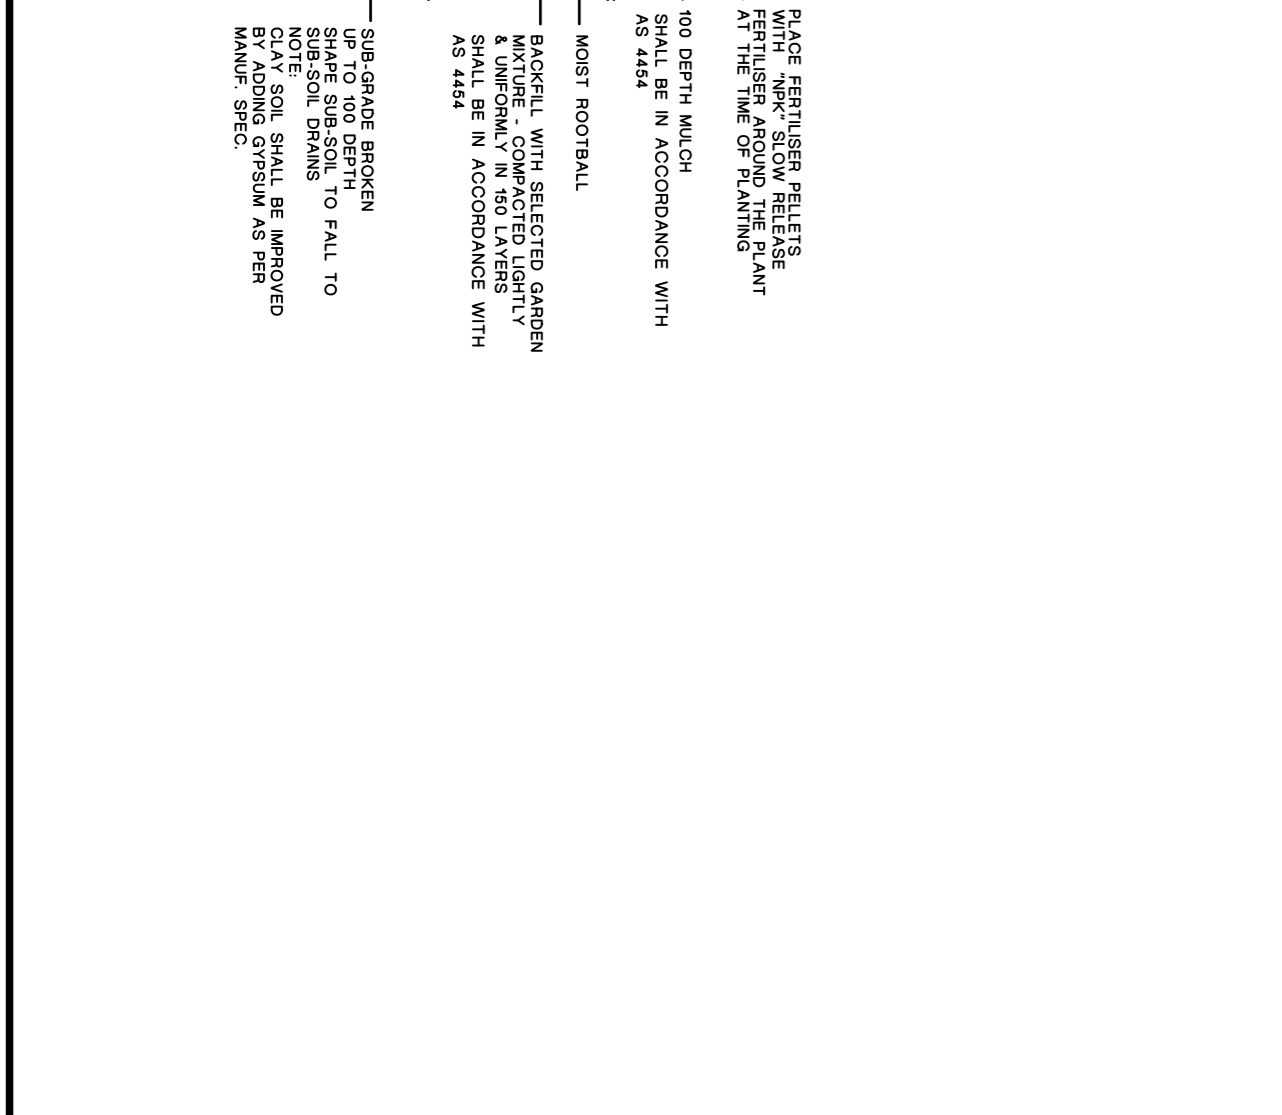 PLACE FERTILISER PELLETS
WITH "NPK" SLOW RELEASE
FERTILISER AROUND THE PLANT
AT THE TIME OF PLANTING
100 DEPTH MULCH
SHALL BE IN ACCORDANCE WITH
AS 4454
MOIST ROOTBALL
BACKFILL WITH SELECTED GARDEN
MIXTURE - COMPACTED LIGHTLY
& UNIFORMLY IN 150 LAYERS
SHALL BE IN ACCORDANCE WITH
AS 4454
SUB-GRADE BROKEN
UP TO 100 DEPTH
SHAPE SUB-SOIL TO FALL TO
SUB-SOIL DRAINS
NOTE:
CLAY SOIL SHALL BE IMPROVED
BY ADDING GYPSUM AS PER
MANUF. SPEC.